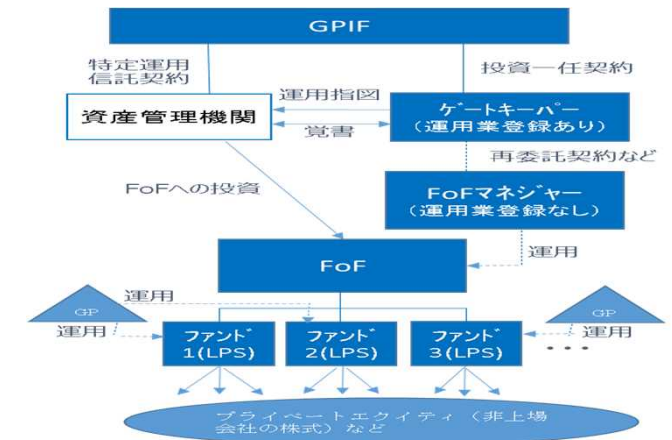 GPIF
特定運用
信託契約
投資一任契約
運用指図
資産管理機関
覚書
ゲートキーパー
(運用業登録あり)
再委託契約など
FoFへの投資
FoFマネジャー
(運用業登録なし)
運用
FoF
運用
GP
GP
運用
ファンド
1(LPS)
ファンド
2(LPS)
ファンド
3(LPS)
運用
・・・
プライベートエクイティ（非上場
会社の株式）など